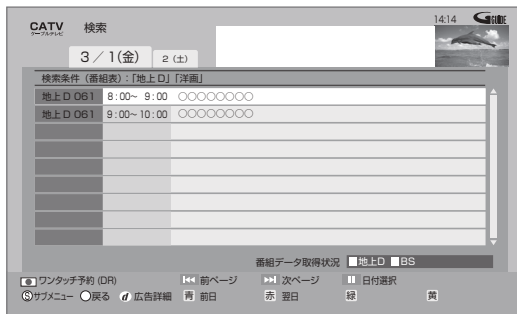 CATV 検索 14:14 G GUIDE
ケーブルテレビ
3／1(金) 2(土)
検索条件（番組表）:「地上D」「洋画」
地上D 061 8:00～ 9:00 ○○○○○○○○
地上D 061 9:00～10:00 ○○○○○○○○
番組データ取得状況 地上D BS
ワンタッチ予約(DR) 前ページ 次ページ 日付選択
Sサブメニュー 戻る d 広告詳細 青 前日 赤 翌日 緑 黄